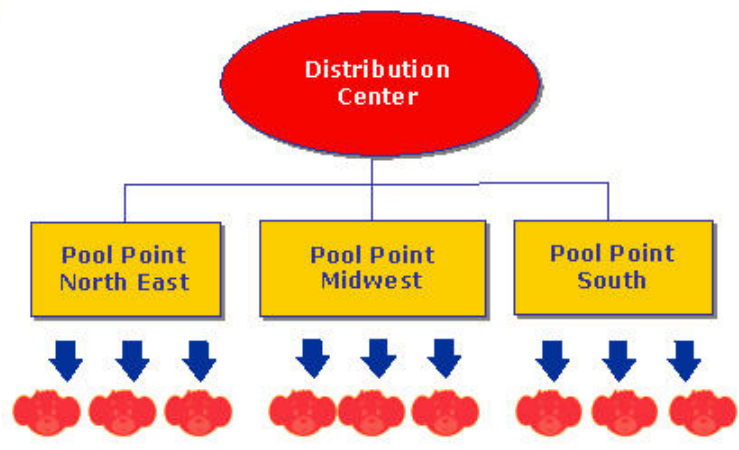 Distribution
Center
Pool Point
North East
Pool Point
Midwest
Pool Point
South